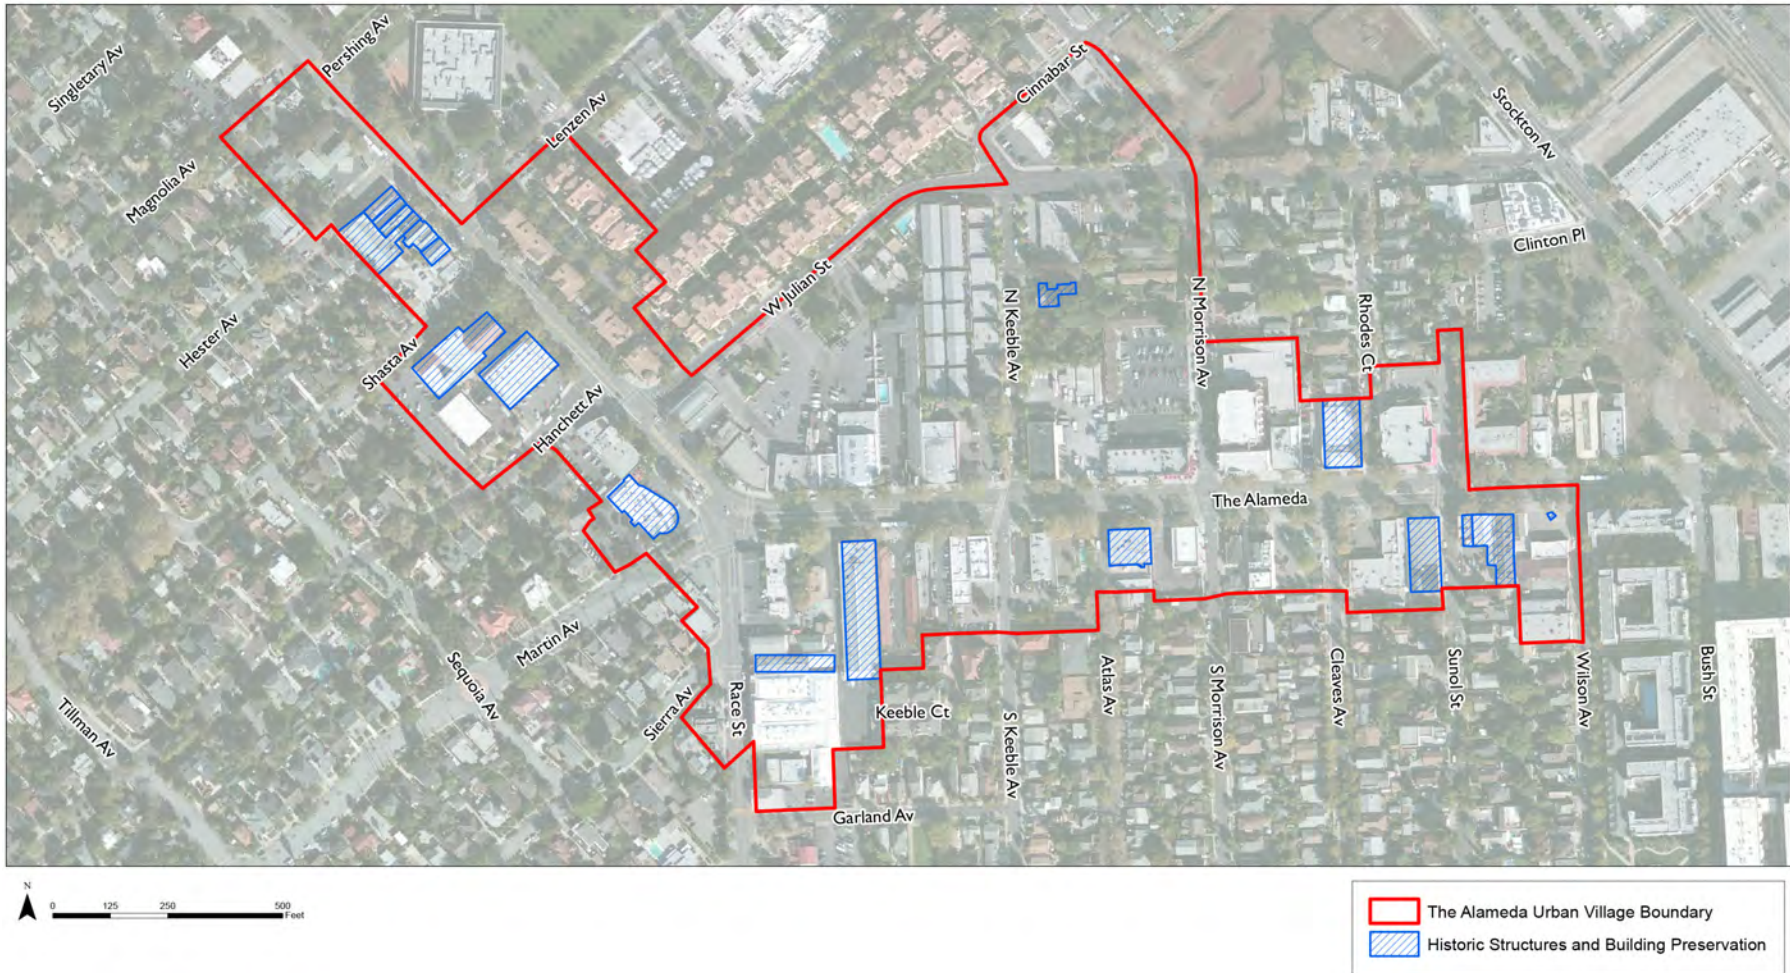 Singletary Av
Pershing Av
Cinnabar St
Lenzen Av
Stockton Av
Magnolia Av
Clinton Pl
W Julian St
N Keeble Av
N Morrison Av
Rhodes Ct
Hester Av
Shasta Av
Hanchett Av
The Alameda
Martin Av
Sequoia Av
Sierra Av
Race St
Keeble Ct
S Keeble Av
Atlas Av
S Morrison Av
Cleaves Av
Sunol St
Wilson Av
Bush St
Tillman Av
Garland Av
N
0 125 250 500
Feet
The Alameda Urban Village Boundary
Historic Structures and Building Preservation